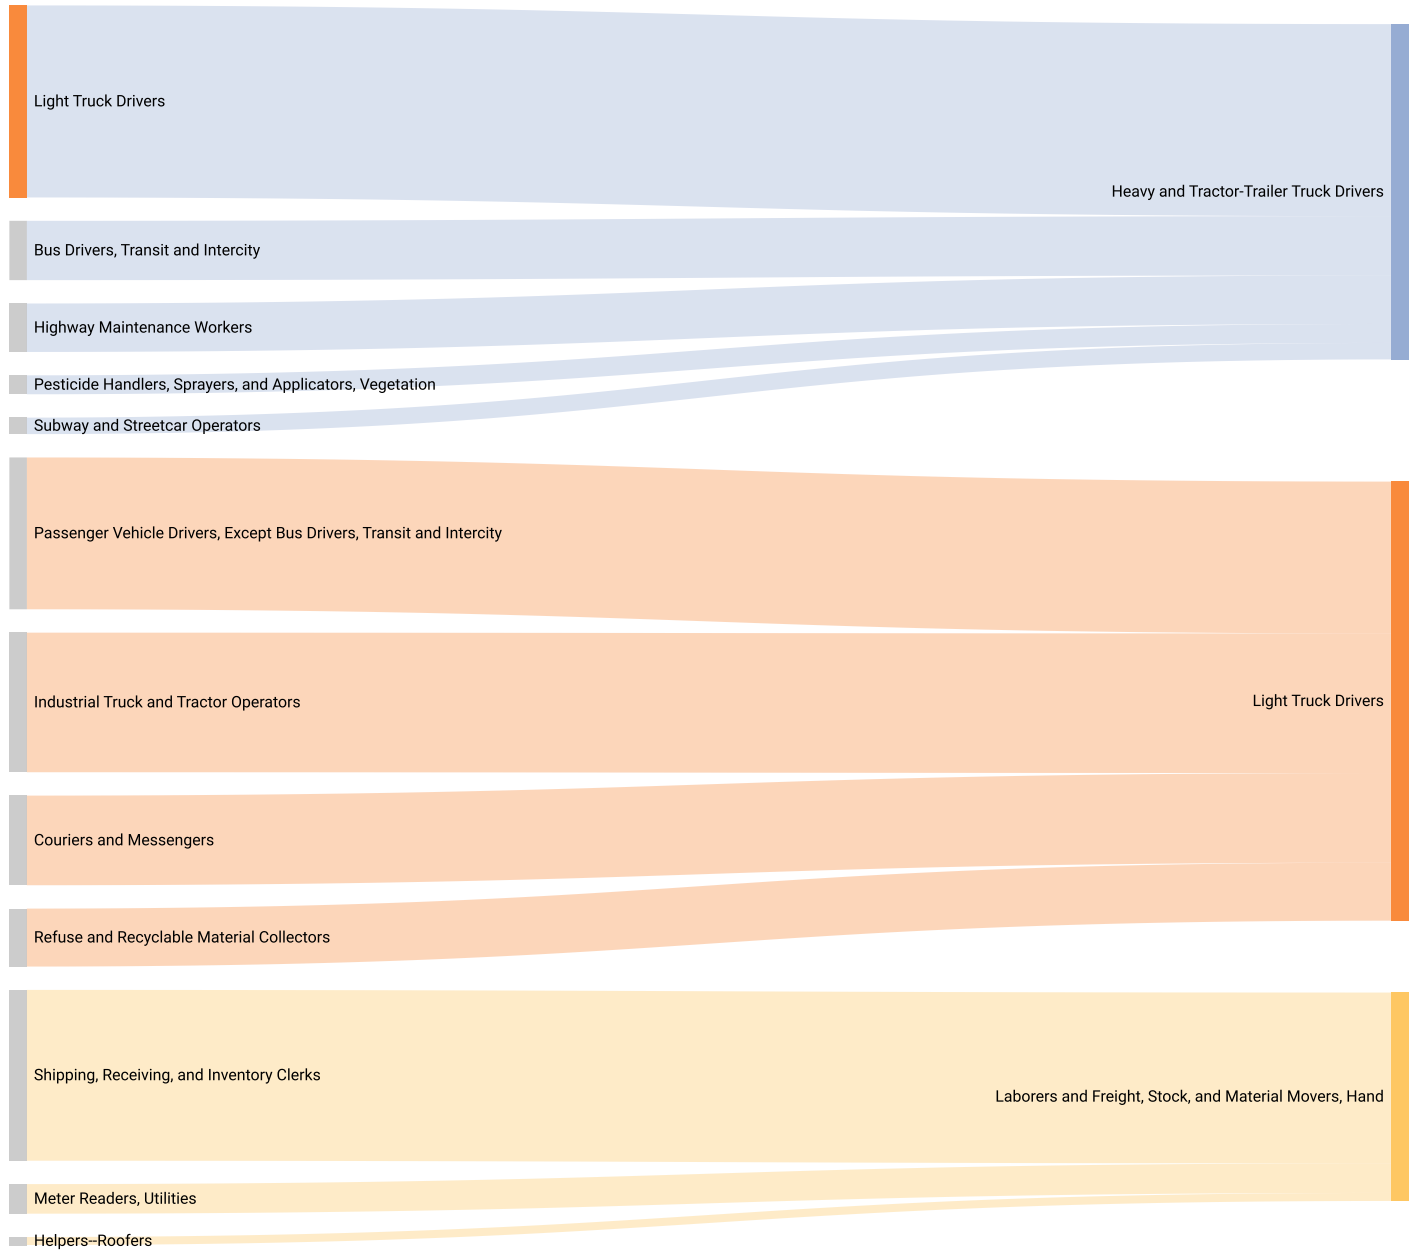 Light Truck Drivers
Heavy and Tractor-Trailer Truck Drivers
Bus Drivers, Transit and Intercity
Highway Maintenance Workers
Pesticide Handlers, Sprayers, and Applicators, Vegetation
Subway and Streetcar Operators
Passenger Vehicle Drivers, Except Bus Drivers, Transit and Intercity
Industrial Truck and Tractor Operators
Light Truck Drivers
Couriers and Messengers
Refuse and Recyclable Material Collectors
Shipping, Receiving, and Inventory Clerks
Laborers and Freight, Stock, and Material Movers, Hand
Meter Readers, Utilities
Helpers--Roofers